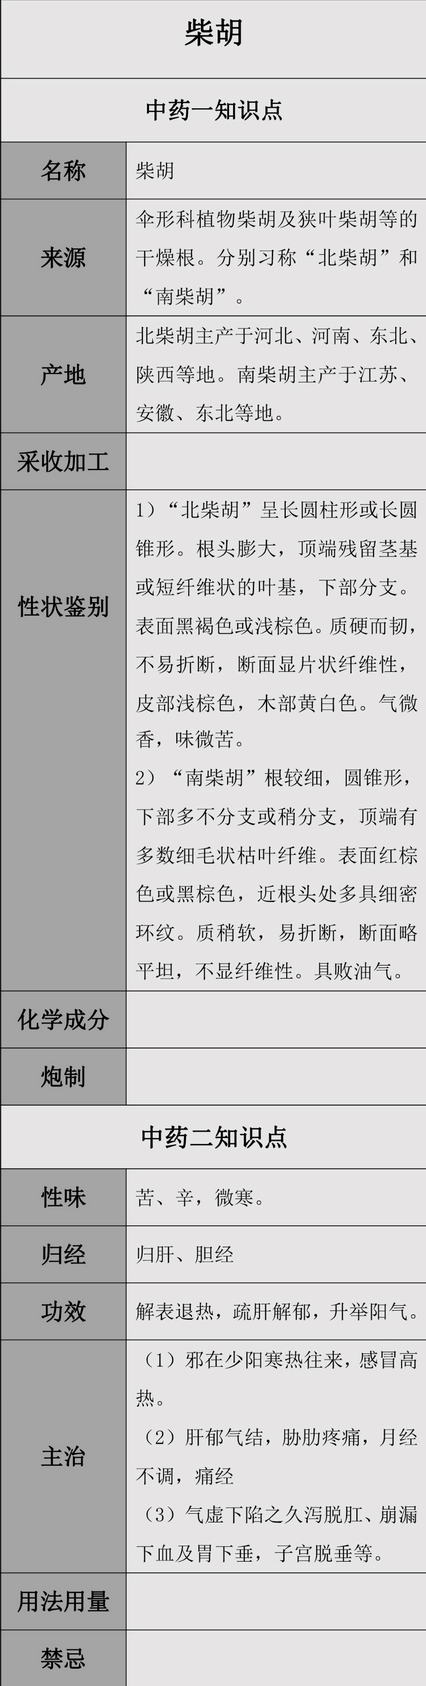 柴胡
中药一知识点
名称
柴胡
来源
伞形科植物柴胡及狭叶柴胡等的
干燥根。分别习称“北柴胡”和
“南柴胡”。
产地
北柴胡主产于河北、河南、东北、
陕西等地。南柴胡主产于江苏、
安徽、东北等地。
采收加工
性状鉴别
1）“北柴胡”呈长圆柱形或长圆
锥形。根头膨大，顶端残留茎基
或短纤维状的叶基，下部分支。
表面黑褐色或浅棕色。质硬而韧，
不易折断，断面显片状纤维性，
皮部浅棕色，木部黄白色。气微
香，味微苦。
2）“南柴胡”根较细，圆锥形，
下部多不分支或稍分支，顶端有
多数细毛状枯叶纤维。表面红棕
色或黑棕色，近根头处多具细密
环纹。质稍软，易折断，断面略
平坦，不显纤维性。具败油气。
化学成分
炮制
中药二知识点
性味
苦、辛，微寒。
归经
归肝、胆经
功效
解表退热，疏肝解郁，升举阳气。
主治
（1）邪在少阳寒热往来，感冒高
热。
（2）肝郁气结，胁肋疼痛，月经
不调，痛经
（3）气虚下陷之久泻脱肛、崩漏
下血及胃下垂，子宫脱垂等。
用法用量
禁忌